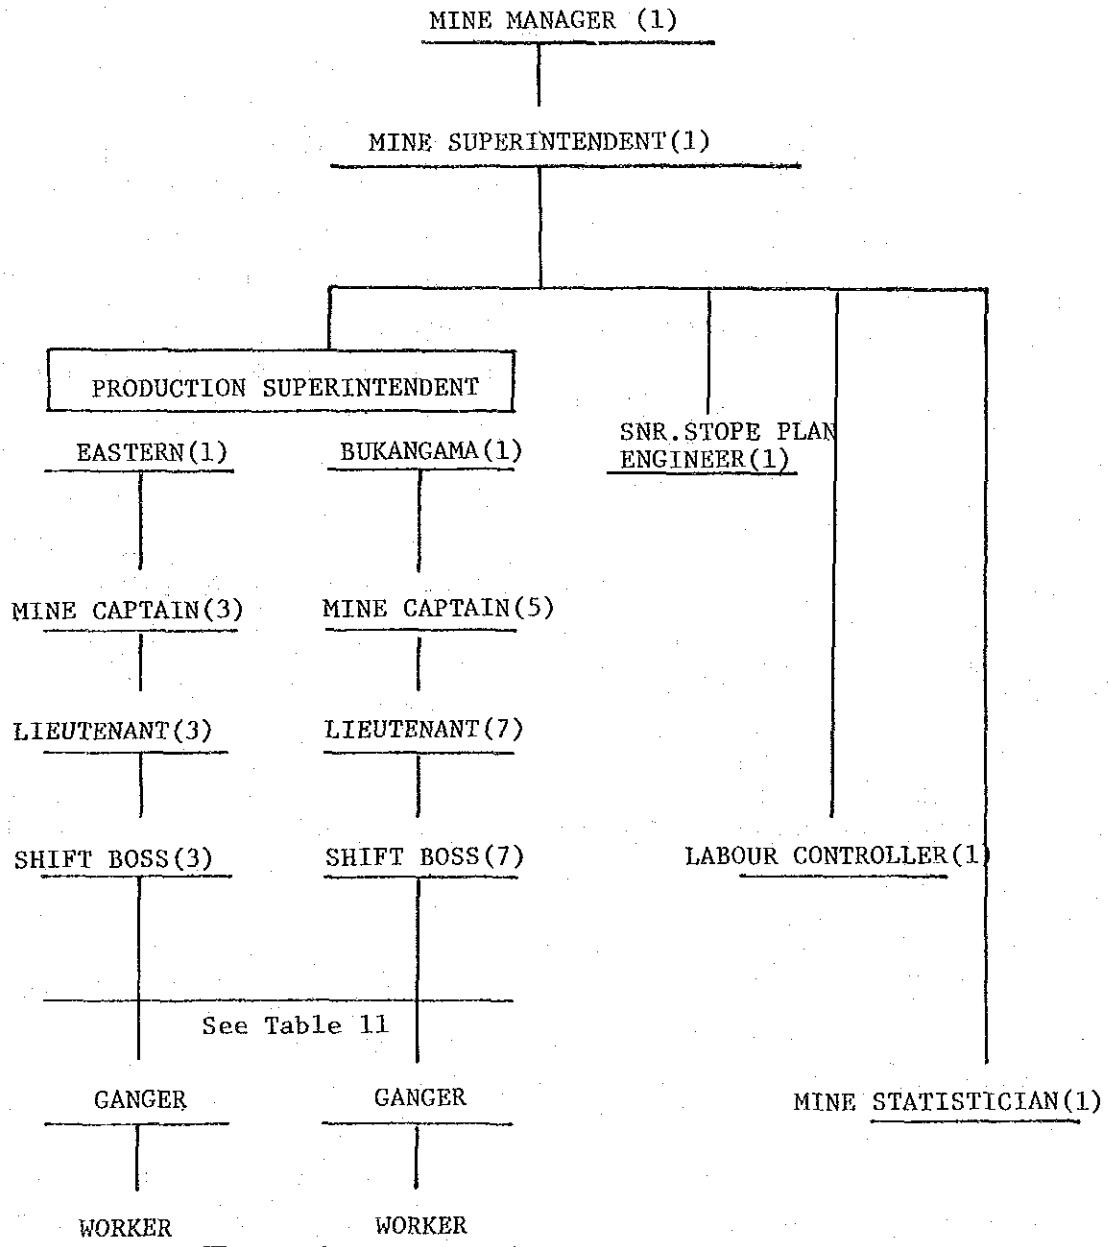 MINE MANAGER (1)
MINE SUPERINTENDENT(1)
PRODUCTION SUPERINTENDENT
EASTERN(1)
BUKANGAMA(1)
SNR.STOPE PLAN
ENGINEER(1)
MINE CAPTAIN(3)
MINE CAPTAIN(5)
LIEUTENANT(3)
LIEUTENANT(7)
SHIFT BOSS(3)
SHIFT BOSS(7)
LABOUR CONTROLLER(1)
See Table 11
GANGER
GANGER
MINE STATISTICIAN(1)
WORKER
WORKER